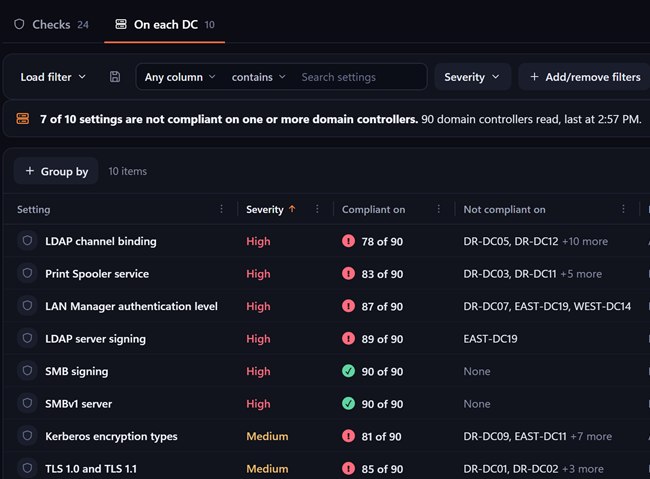 Checks 24 On each DC 10
Load filter Any column contains Search settings Severity + Add/remove filters
7 of 10 settings are not compliant on one or more domain controllers. 90 domain controllers read, last at 2:57 PM.
+ Group by 10 items
Setting Severity ↑ Compliant on Not compliant on
LDAP channel binding High 78 of 90 DR-DC05, DR-DC12 +10 more
Print Spooler service High 83 of 90 DR-DC03, DR-DC11 +5 more
LAN Manager authentication level High 87 of 90 DR-DC07, EAST-DC19, WEST-DC14
LDAP server signing High 89 of 90 EAST-DC19
SMB signing High 90 of 90 None
SMBv1 server High 90 of 90 None
Kerberos encryption types Medium 81 of 90 DR-DC09, EAST-DC11 +7 more
TLS 1.0 and TLS 1.1 Medium 85 of 90 DR-DC01, DR-DC02 +3 more